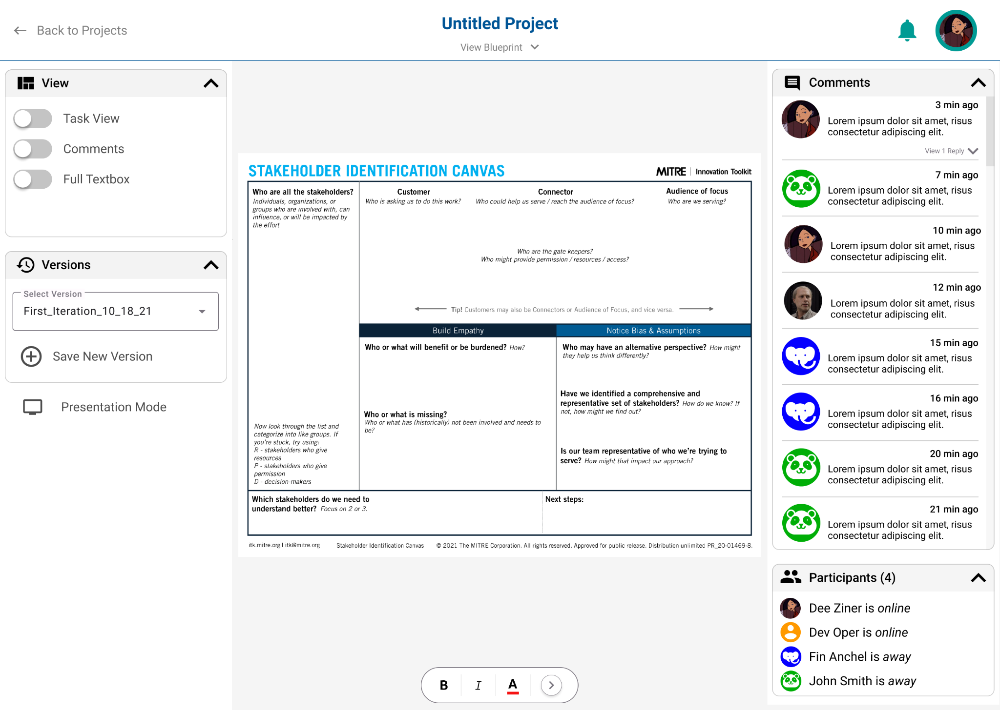 Back to Projects
Untitled Project
View Blueprint
View
Task View
Comments
Full Textbox
Versions
Select Version
First_Iteration_10_18_21
Save New Version
Presentation Mode
STAKEHOLDER IDENTIFICATION CANVAS
MITRE | Innovation Toolkit
Who are all the stakeholders?
Individuals, organizations, or
groups who are involved with, can
influence, or will be impacted by
the effort
Now look through the list and
categorize into like groups. If
you're stuck, try using:
R - stakeholders who give
resources
P - stakeholders who give
permission
D - decision-makers
Customer
Who is asking us to do this work?
Connector
Who could help us serve / reach the audience of focus?
Audience of focus
Who are we serving?
Who are the gate keepers?
Who might provide permission / resources / access?
Tip! Customers may also be Connectors or Audience of Focus, and vice versa.
Build Empathy
Who or what will benefit or be burdened? How?
Who or what is missing?
Who or what has (historically) not been involved and needs to
be?
Notice Bias & Assumptions
Who may have an alternative perspective? How might
they help us think differently?
Have we identified a comprehensive and
representative set of stakeholders? How do we know? If
not, how might we find out?
Is our team representative of who we're trying to
serve? How might that impact our approach?
Which stakeholders do we need to
understand better? Focus on 2 or 3.
Next steps:
itk.mitre.org | itk@mitre.org
Stakeholder Identification Canvas
© 2021 The MITRE Corporation. All rights reserved. Approved for public release. Distribution unlimited PR_20-01469-8.
B I A
Comments
3 min ago
Lorem ipsum dolor sit amet, risus
consectetur adipiscing elit.
View 1 Reply
7 min ago
Lorem ipsum dolor sit amet, risus
consectetur adipiscing elit.
10 min ago
Lorem ipsum dolor sit amet, risus
consectetur adipiscing elit.
12 min ago
Lorem ipsum dolor sit amet, risus
consectetur adipiscing elit.
15 min ago
Lorem ipsum dolor sit amet, risus
consectetur adipiscing elit.
16 min ago
Lorem ipsum dolor sit amet, risus
consectetur adipiscing elit.
20 min ago
Lorem ipsum dolor sit amet, risus
consectetur adipiscing elit.
21 min ago
Lorem ipsum dolor sit amet, risus
consectetur adipiscing elit.
Participants (4)
Dee Ziner is online
Dev Oper is online
Fin Anchel is away
John Smith is away